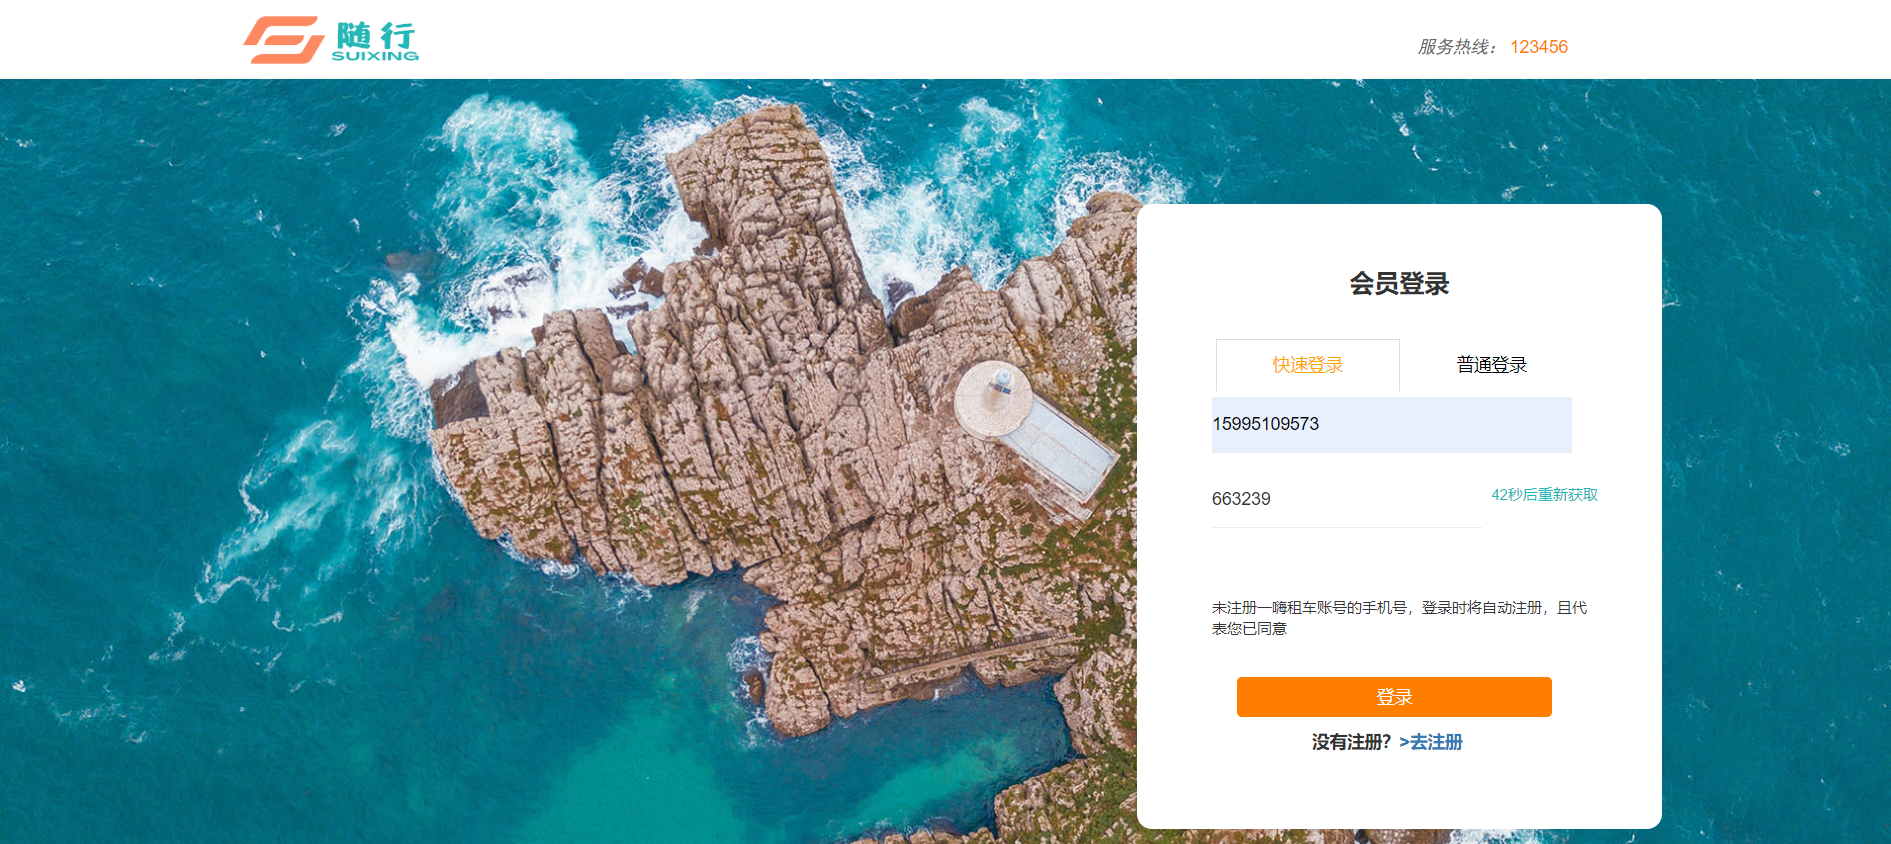 随行
SUIXING
服务热线： 123456
会员登录
快速登录 普通登录
15995109573
663239 42秒后重新获取
未注册一嗨租车账号的手机号，登录时将自动注册，且代
表您已同意
登录
没有注册？>去注册